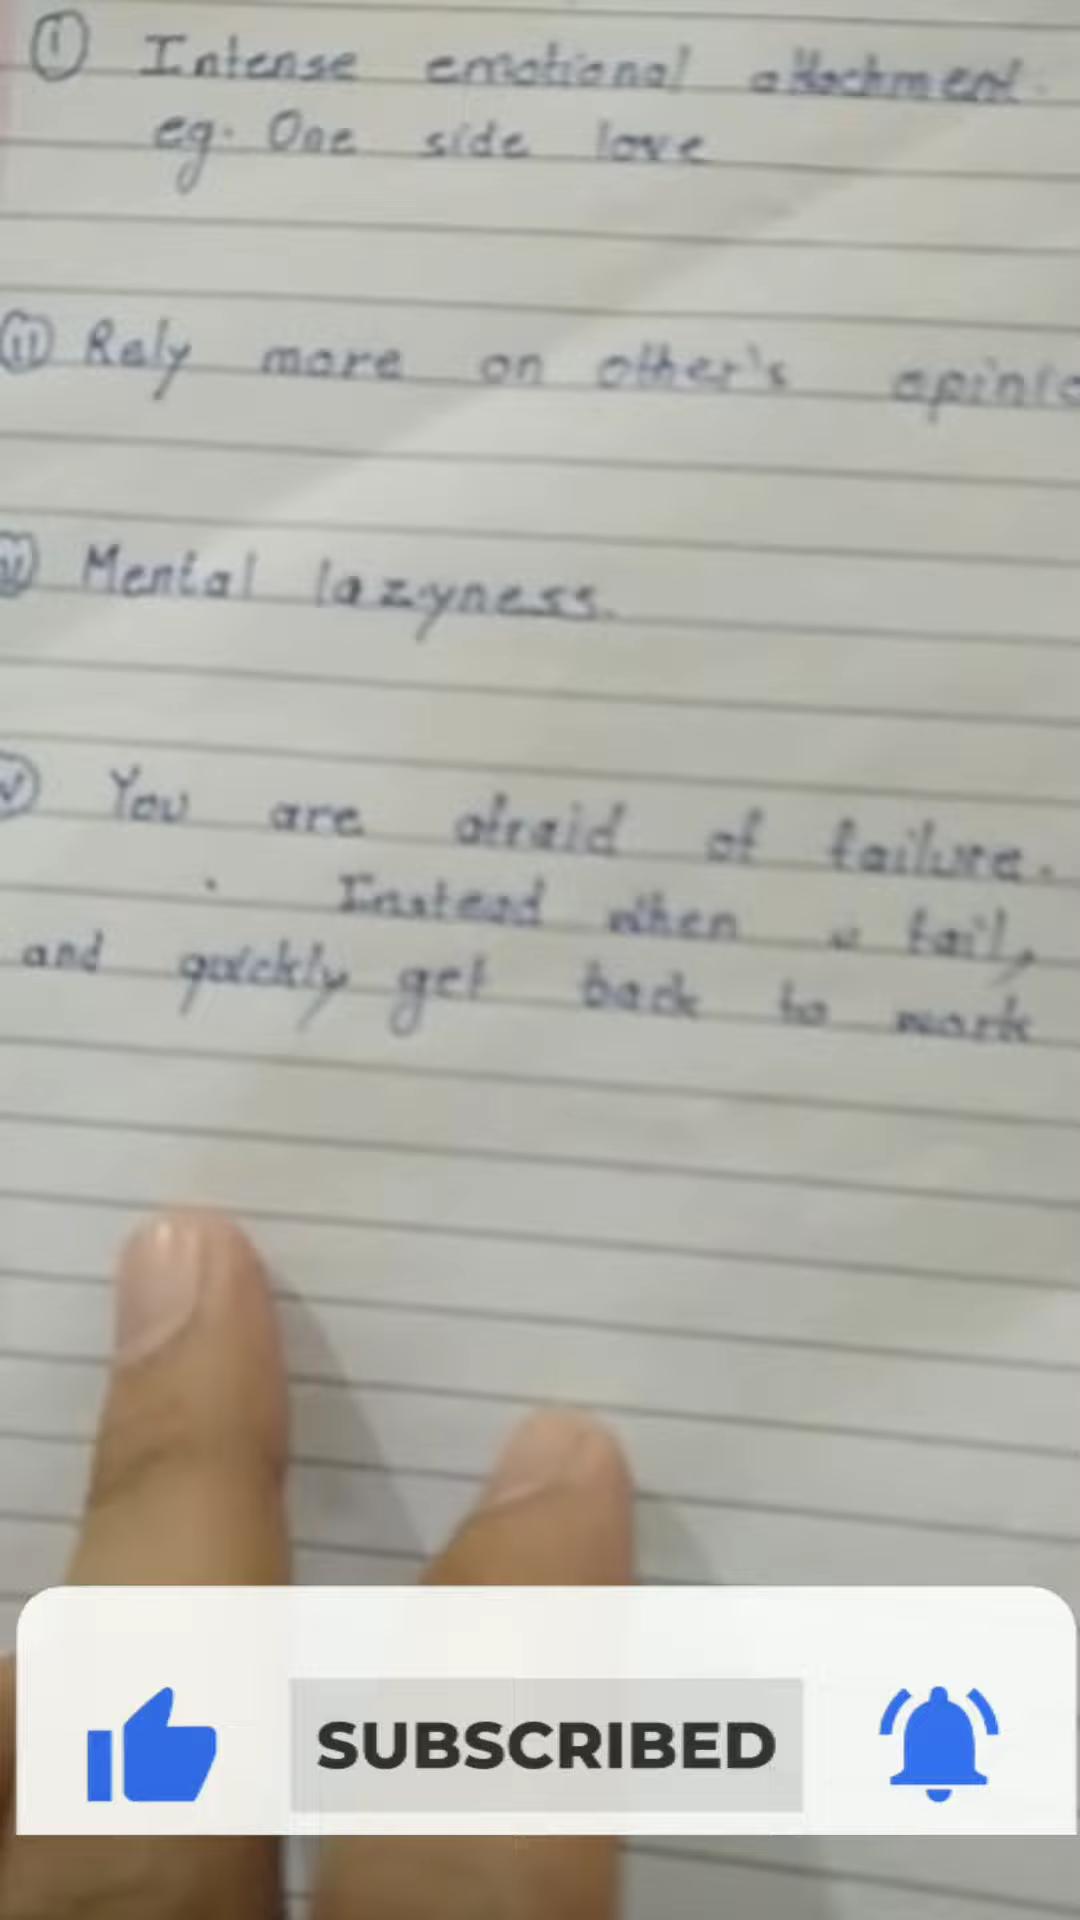 (i) Intense emotional attachment.
eg. One side love
(ii) Rely more on other's
Mental lazyness.
You are afraid of failure.
Instead when u fail,
and quickly get back to work
SUBSCRIBED